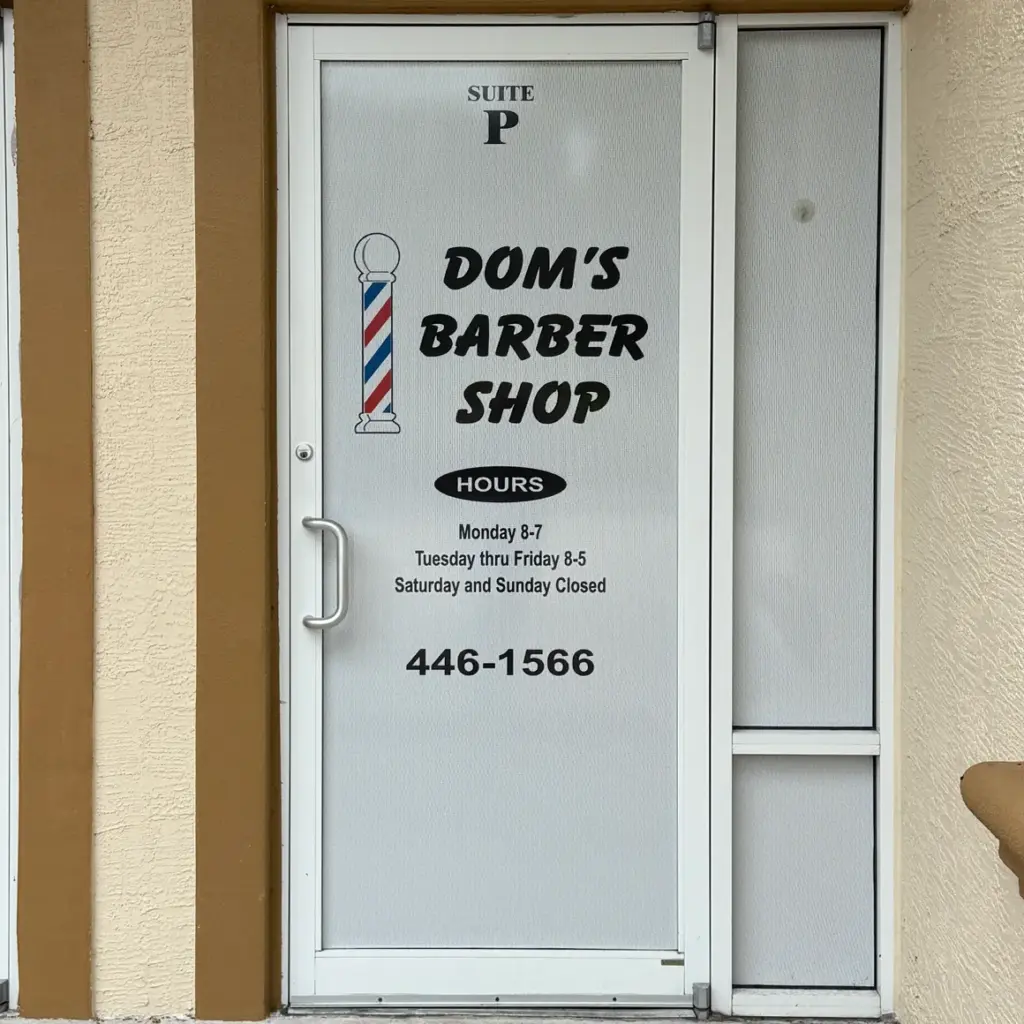 SUITE
P
DOM'S
BARBER
SHOP
HOURS
Monday 8-7
Tuesday thru Friday 8-5
Saturday and Sunday Closed
446-1566